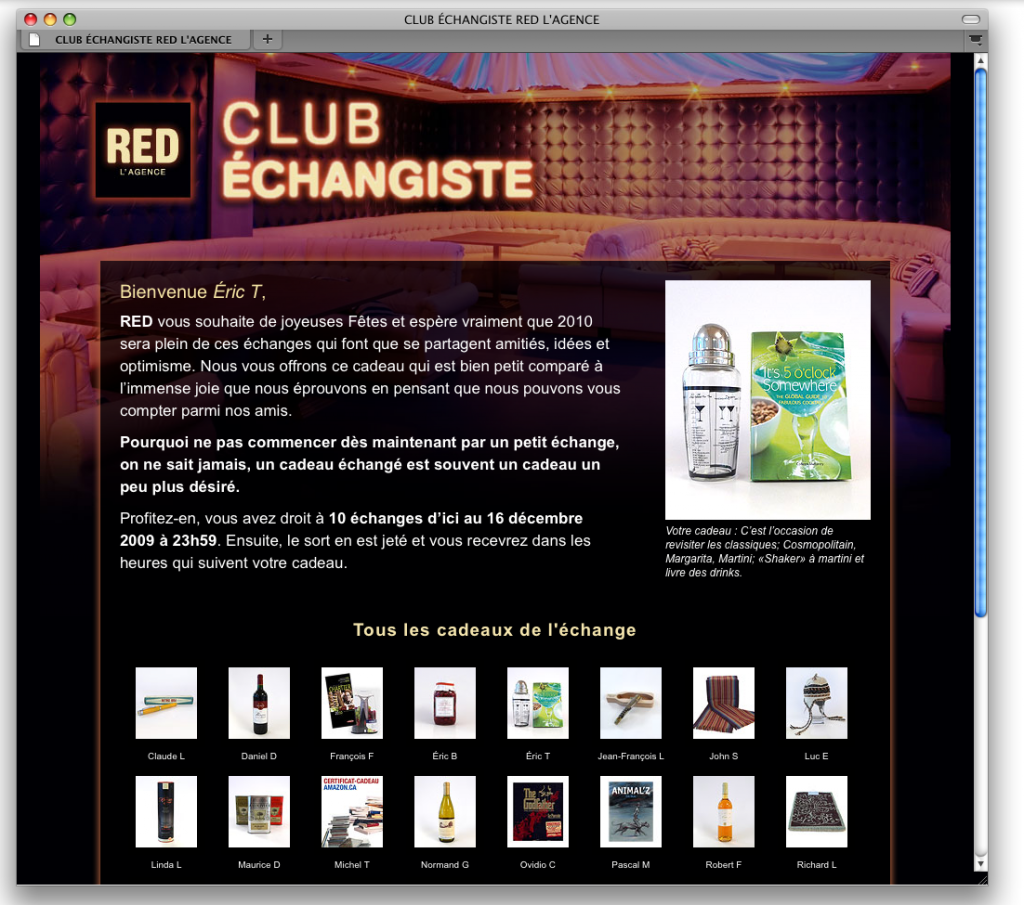 CLUB ÉCHANGISTE RED L'AGENCE
CLUB ÉCHANGISTE RED L'AGENCE
RED
L'AGENCE
CLUB
ÉCHANGISTE
Bienvenue Éric T,
RED vous souhaite de joyeuses Fêtes et espère vraiment que 2010
sera plein de ces échanges qui font que se partagent amitiés, idées et
optimisme. Nous vous offrons ce cadeau qui est bien petit comparé à
l'immense joie que nous éprouvons en pensant que nous pouvons vous
compter parmi nos amis.
Pourquoi ne pas commencer dès maintenant par un petit échange,
on ne sait jamais, un cadeau échangé est souvent un cadeau un
peu plus désiré.
Profitez-en, vous avez droit à 10 échanges d'ici au 16 décembre
2009 à 23h59. Ensuite, le sort en est jeté et vous recevrez dans les
heures qui suivent votre cadeau.
It's 5 o'clock
Somewhere
THE GLOBAL GUIDE
FABULOUS
Votre cadeau : C'est l'occasion de
revisiter les classiques; Cosmopolitain,
Margarita, Martini; «Shaker» à martini et
livre des drinks.
Tous les cadeaux de l'échange
Claude L
Daniel D
François F
Éric B
Éric T
Jean-François L
John S
Luc E
CERTIFICAT-CADEAU
AMAZON.CA
The
Godfather
ANIMAL'Z
Linda L
Maurice D
Michel T
Normand G
Ovidio C
Pascal M
Robert F
Richard L